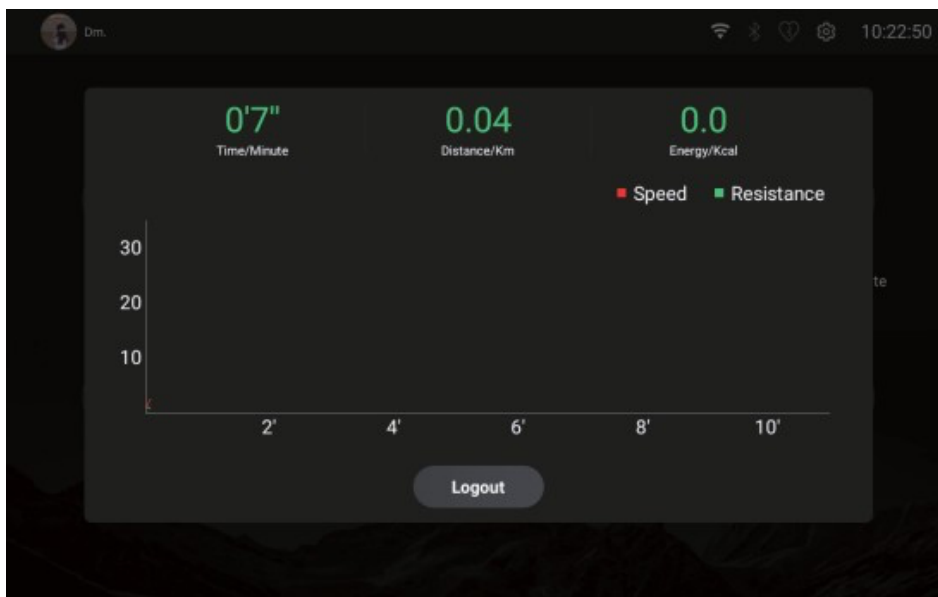 Dm.
10:22:50
0'7" 0.04 0.0
Time/Minute Distance/Km Energy/Kcal
Speed Resistance
30
te
20
10
2' 4' 6' 8' 10'
Logout